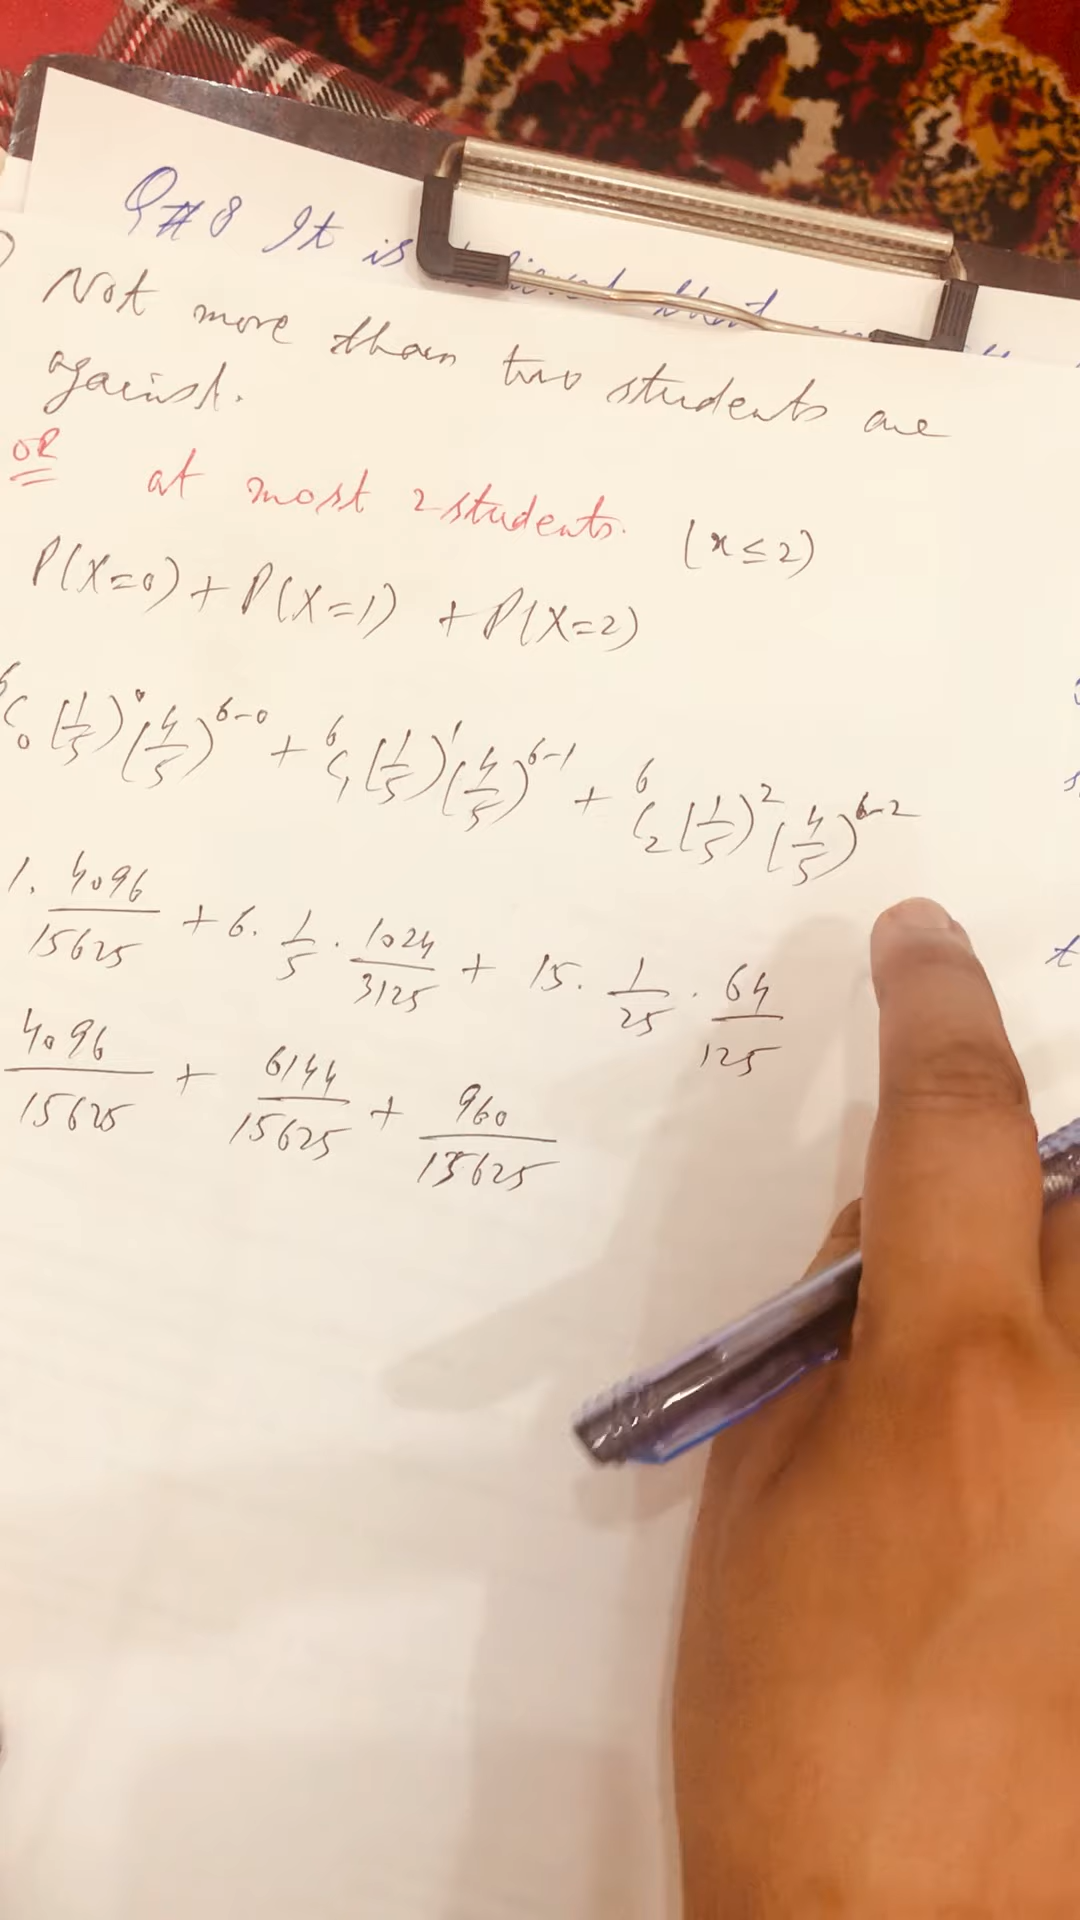 Q# 8 It is that
Not more than two students are
against.
OR at most 2 students. (x ≤ 2)
P(X=0) + P(X=1) + P(X=2)
⁶C₀ (1/5)⁰ (4/5)⁶⁻⁰ + ⁶C₁ (1/5)¹ (4/5)⁶⁻¹ + ⁶C₂ (1/5)² (4/5)⁶⁻²
1. 4096/15625 + 6. 1/5 . 1024/3125 + 15. 1/25 . 64/125
4096/15625 + 6144/15625 + 960/15625